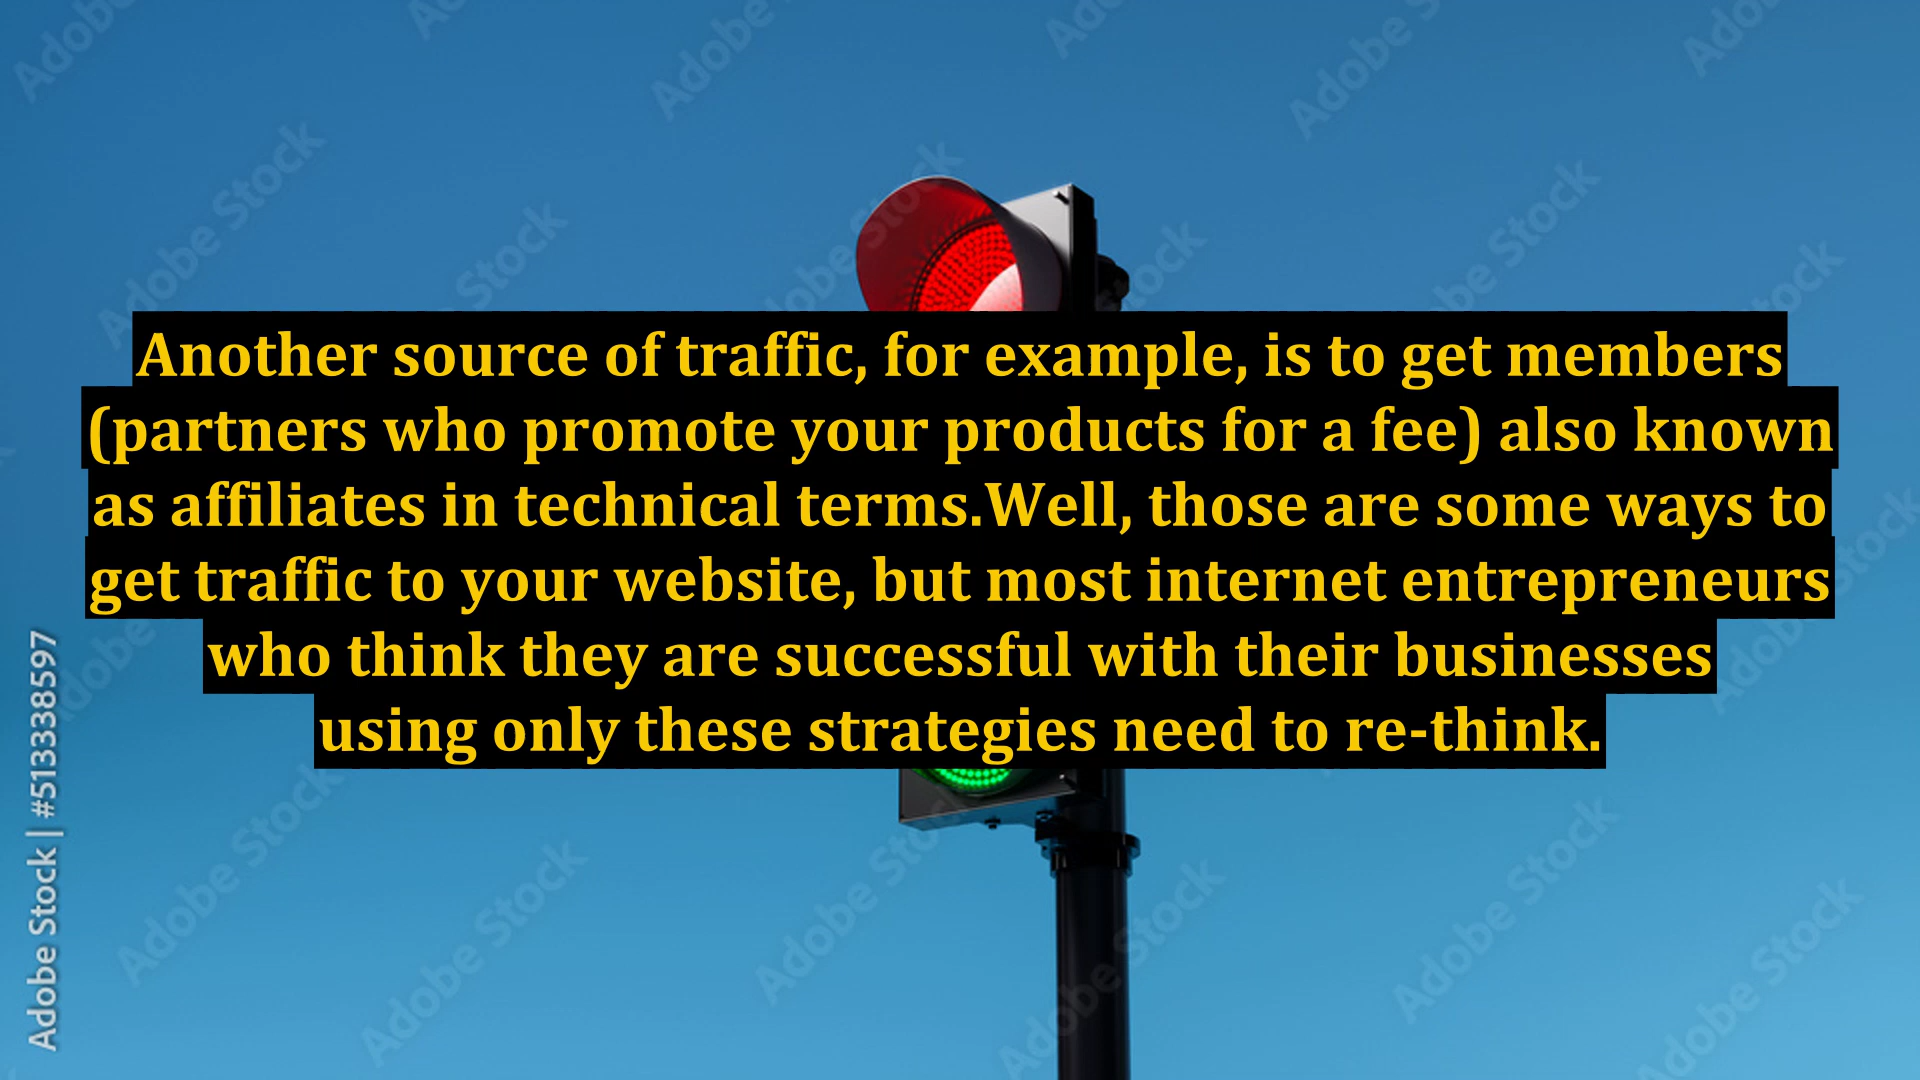 Another source of traffic, for example, is to get members
(partners who promote your products for a fee) also known
as affiliates in technical terms.Well, those are some ways to
get traffic to your website, but most internet entrepreneurs
who think they are successful with their businesses
using only these strategies need to re-think.
Adobe Stock | #513338597
Adobe Stock